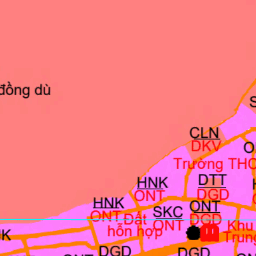 đồng dù
CLN
DKV
Trường THC
DTT
DGD
HNK
ONT
HNK
ONT
Đất
hỗn hợp
SKC
ONT
ONT
DGD
Khu
Trung
DGD
DGD